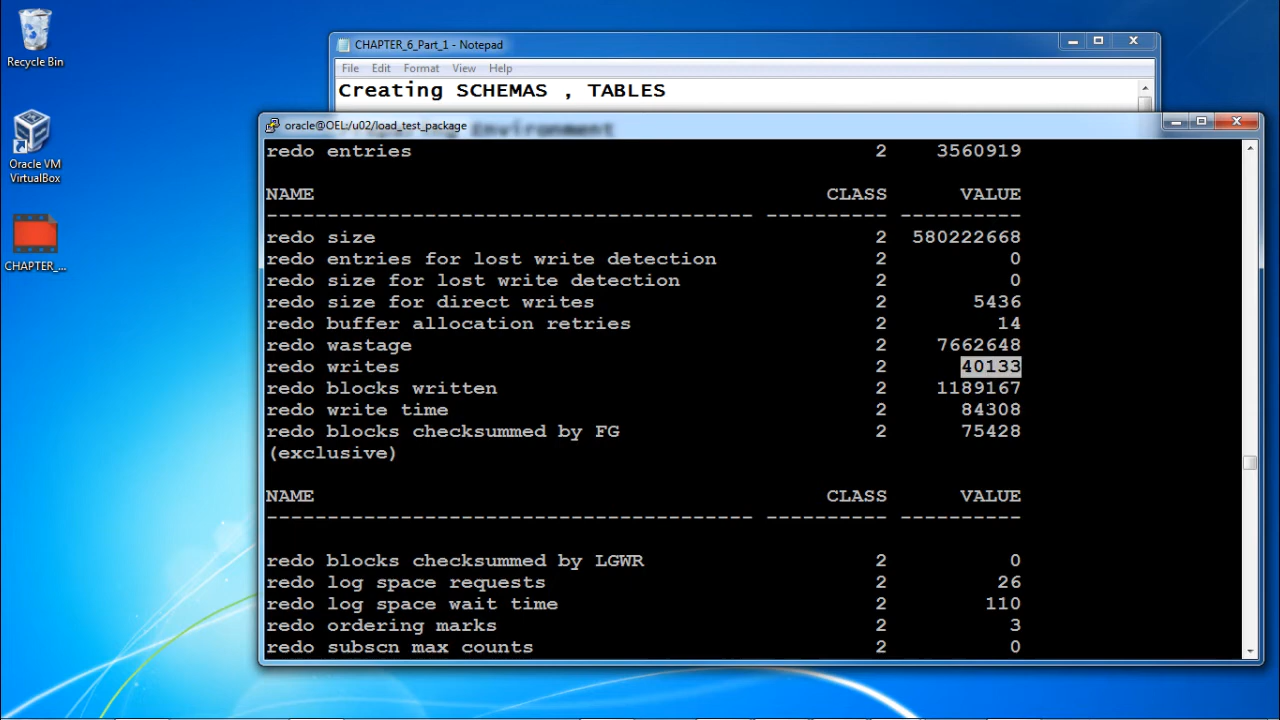 Recycle Bin
Oracle VM
VirtualBox
CHAPTER_...
CHAPTER_6_Part_1 - Notepad
File Edit Format View Help
Creating SCHEMAS , TABLES
Environment
oracle@OEL:/u02/load_test_package
redo entries 2 3560919
NAME CLASS VALUE
---------------------------------------- ---------- ----------
redo size 2 580222668
redo entries for lost write detection 2 0
redo size for lost write detection 2 0
redo size for direct writes 2 5436
redo buffer allocation retries 2 14
redo wastage 2 7662648
redo writes 2 40133
redo blocks written 2 1189167
redo write time 2 84308
redo blocks checksummed by FG 2 75428
(exclusive)
NAME CLASS VALUE
---------------------------------------- ---------- ----------
redo blocks checksummed by LGWR 2 0
redo log space requests 2 26
redo log space wait time 2 110
redo ordering marks 2 3
redo subscn max counts 2 0